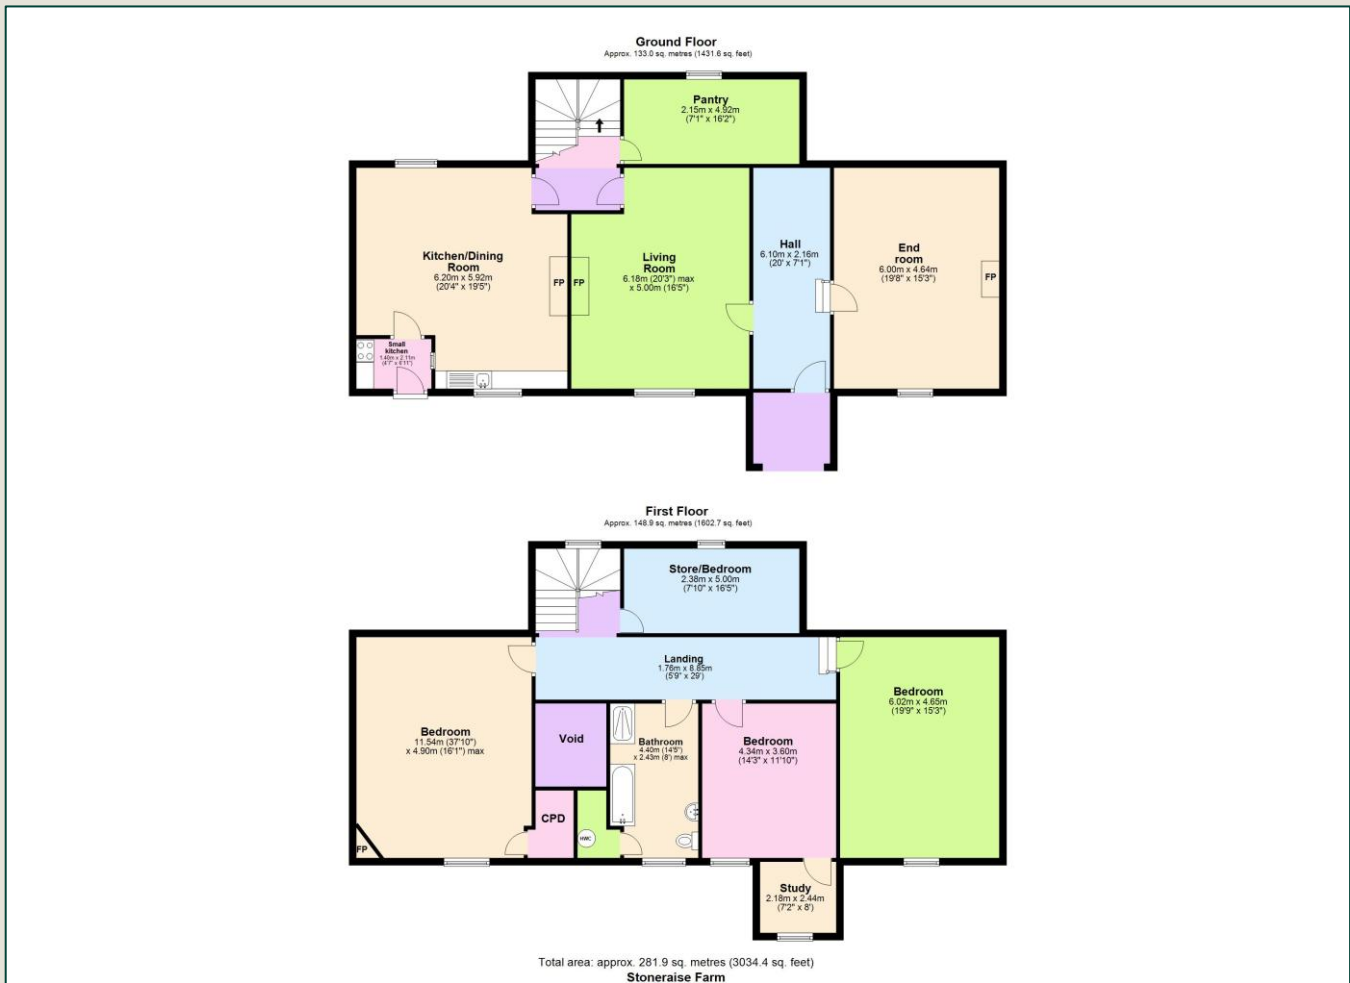 Ground Floor
Approx. 133.0 sq. metres (1431.6 sq. feet)
Pantry
2.15m x 4.92m
(7'1" x 16'2")
Kitchen/Dining
Room
6.20m x 5.92m
(20'4" x 19'5")
FP
FP
Living
Room
6.18m (20'3") max
x 5.00m (16'5")
Hall
6.10m x 2.16m
(20' x 7'1")
End
room
6.00m x 4.64m
(19'8" x 15'3")
FP
Small
kitchen
1.40m x 2.11m
(4'7" x 6'11")
First Floor
Approx. 148.9 sq. metres (1602.7 sq. feet)
Store/Bedroom
2.38m x 5.00m
(7'10" x 16'5")
Landing
1.76m x 8.85m
(5'9" x 29')
Bedroom
11.54m (37'10")
x 4.90m (16'1") max
Void
Bathroom
4.40m (14'5")
x 2.43m (8') max
Bedroom
4.34m x 3.60m
(14'3" x 11'10")
Bedroom
6.02m x 4.65m
(19'9" x 15'3")
CPD
HWC
FP
Study
2.18m x 2.44m
(7'2" x 8')
Total area: approx. 281.9 sq. metres (3034.4 sq. feet)
Stoneraise Farm